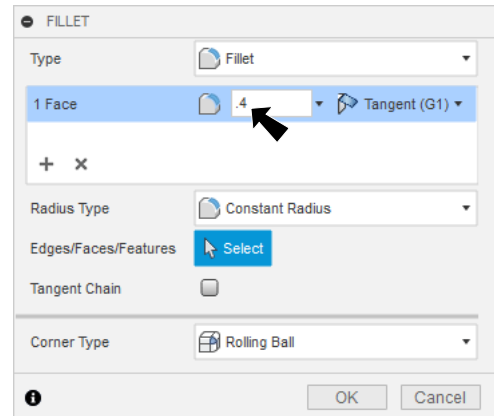 FILLET
Type Fillet
1 Face .4 Tangent (G1)
Radius Type Constant Radius
Edges/Faces/Features Select
Tangent Chain
Corner Type Rolling Ball
OK Cancel